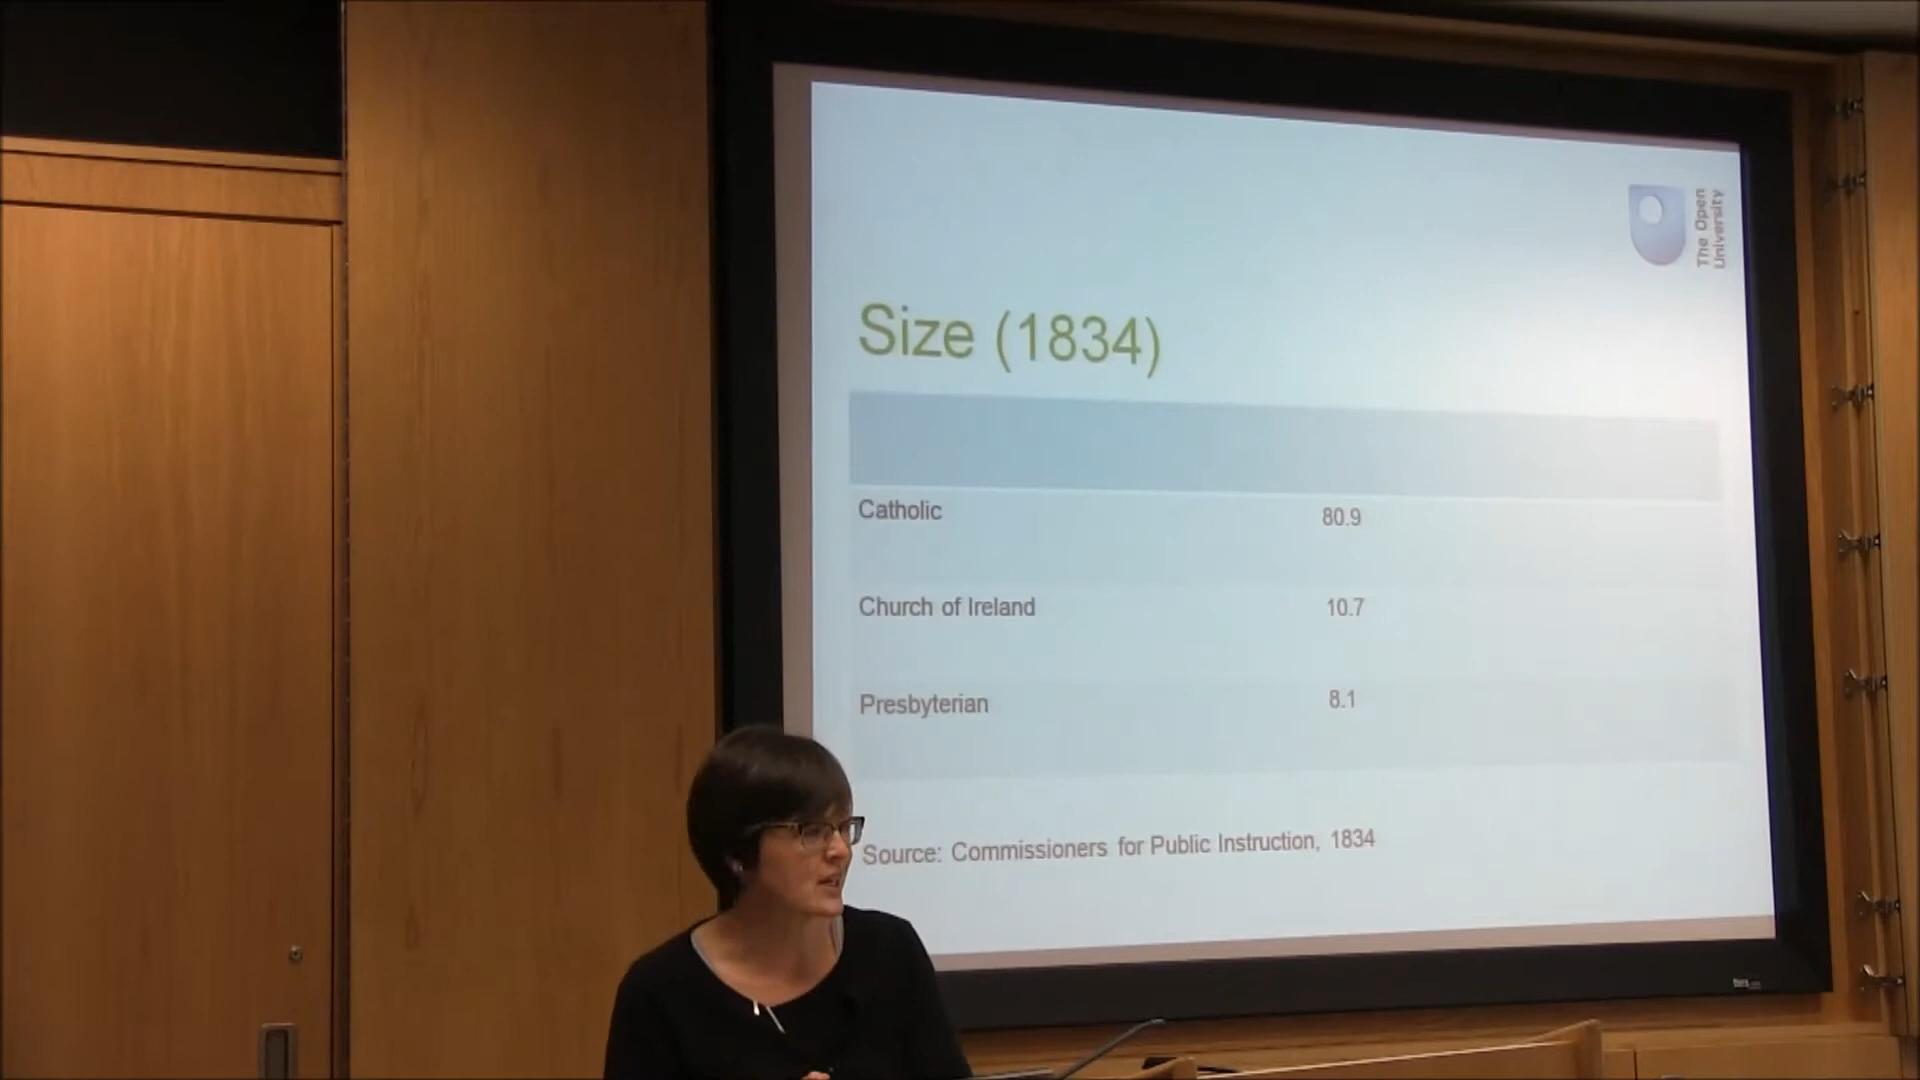 The Open
University
Size (1834)
Catholic 80.9
Church of Ireland 10.7
Presbyterian 8.1
Source: Commissioners for Public Instruction, 1834